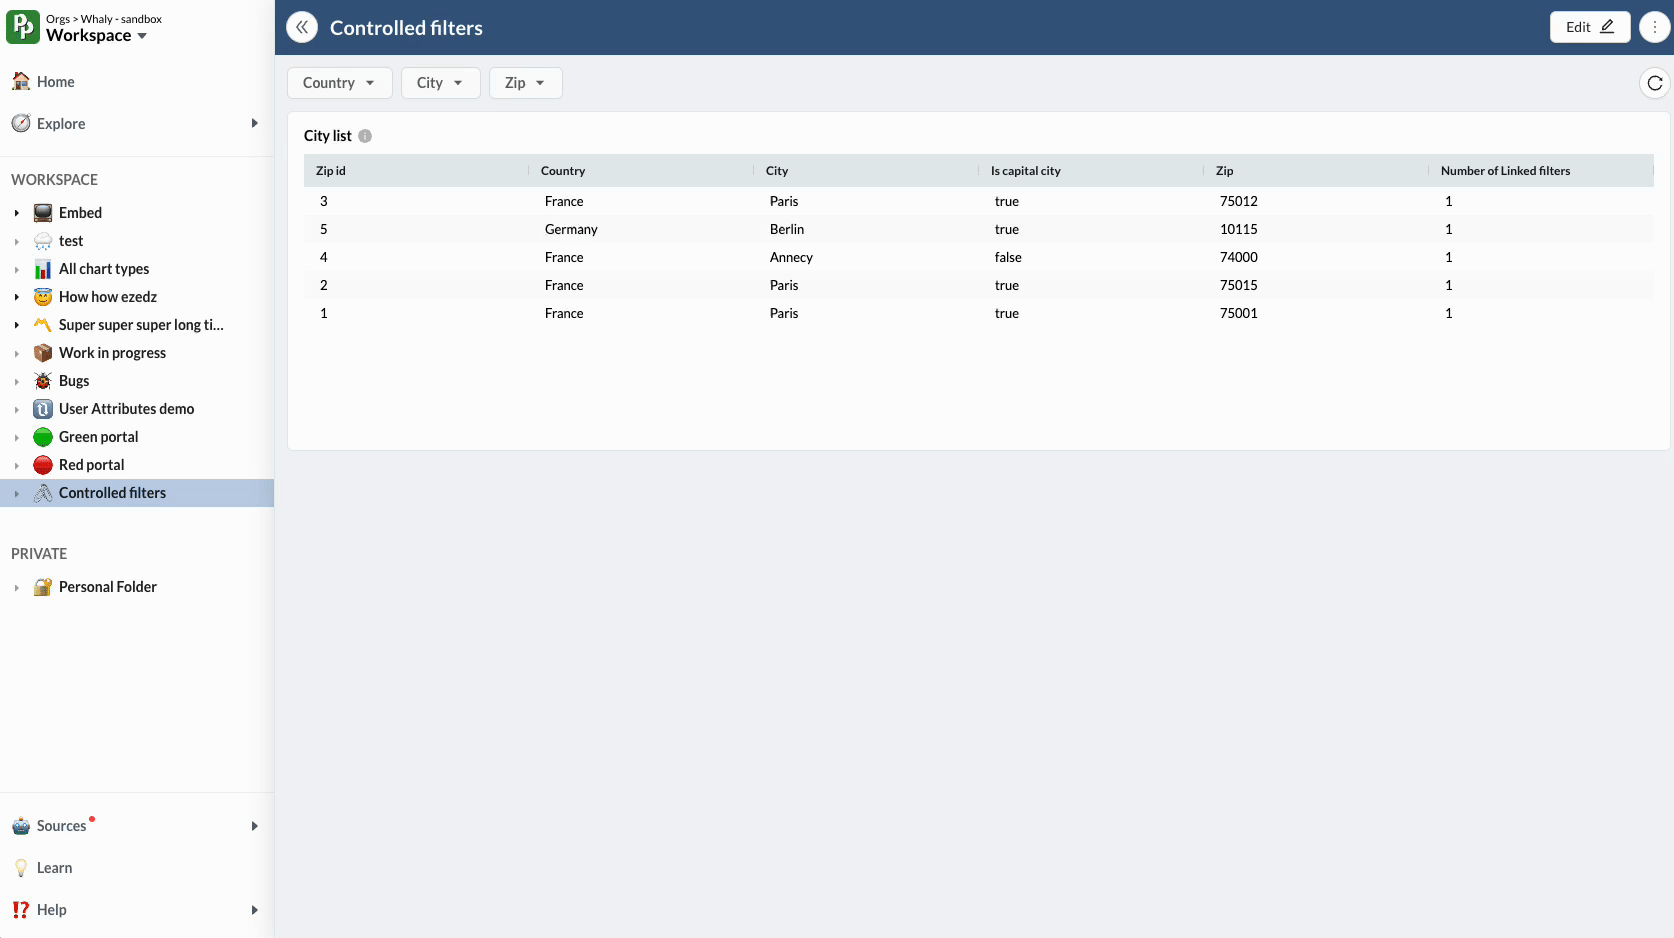 Orgs > Whaly - sandbox
Workspace
Home
Explore
WORKSPACE
Embed
test
All chart types
How how ezedz
Super super super long ti...
Work in progress
Bugs
User Attributes demo
Green portal
Red portal
Controlled filters
PRIVATE
Personal Folder
Sources
Learn
Help
Controlled filters
Edit
Country City Zip
City list
Zip id Country City Is capital city Zip Number of Linked filters
3 France Paris true 75012 1
5 Germany Berlin true 10115 1
4 France Annecy false 74000 1
2 France Paris true 75015 1
1 France Paris true 75001 1